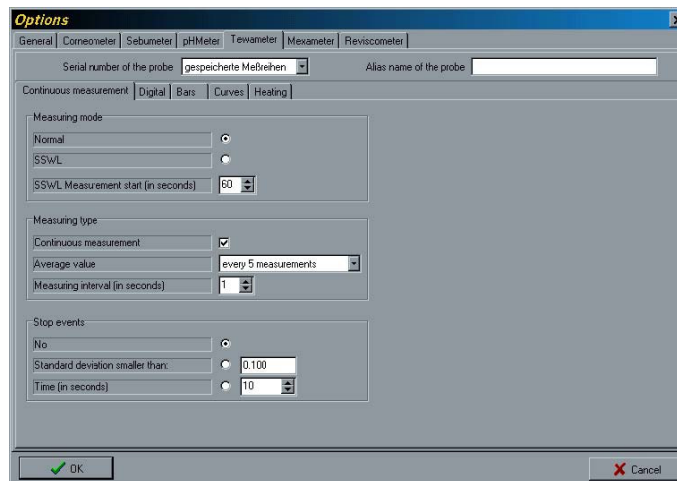 Options
General Corneometer Sebumeter pHMeter Tewameter Mexameter Reviscometer
Serial number of the probe gespeicherte Meßreihen Alias name of the probe
Continuous measurement Digital Bars Curves Heating
Measuring mode
Normal
SSWL
SSWL Measurement start (in seconds) 60
Measuring type
Continuous measurement
Average value every 5 measurements
Measuring interval (in seconds) 1
Stop events
No
Standard deviation smaller than: 0.100
Time (in seconds) 10
OK Cancel